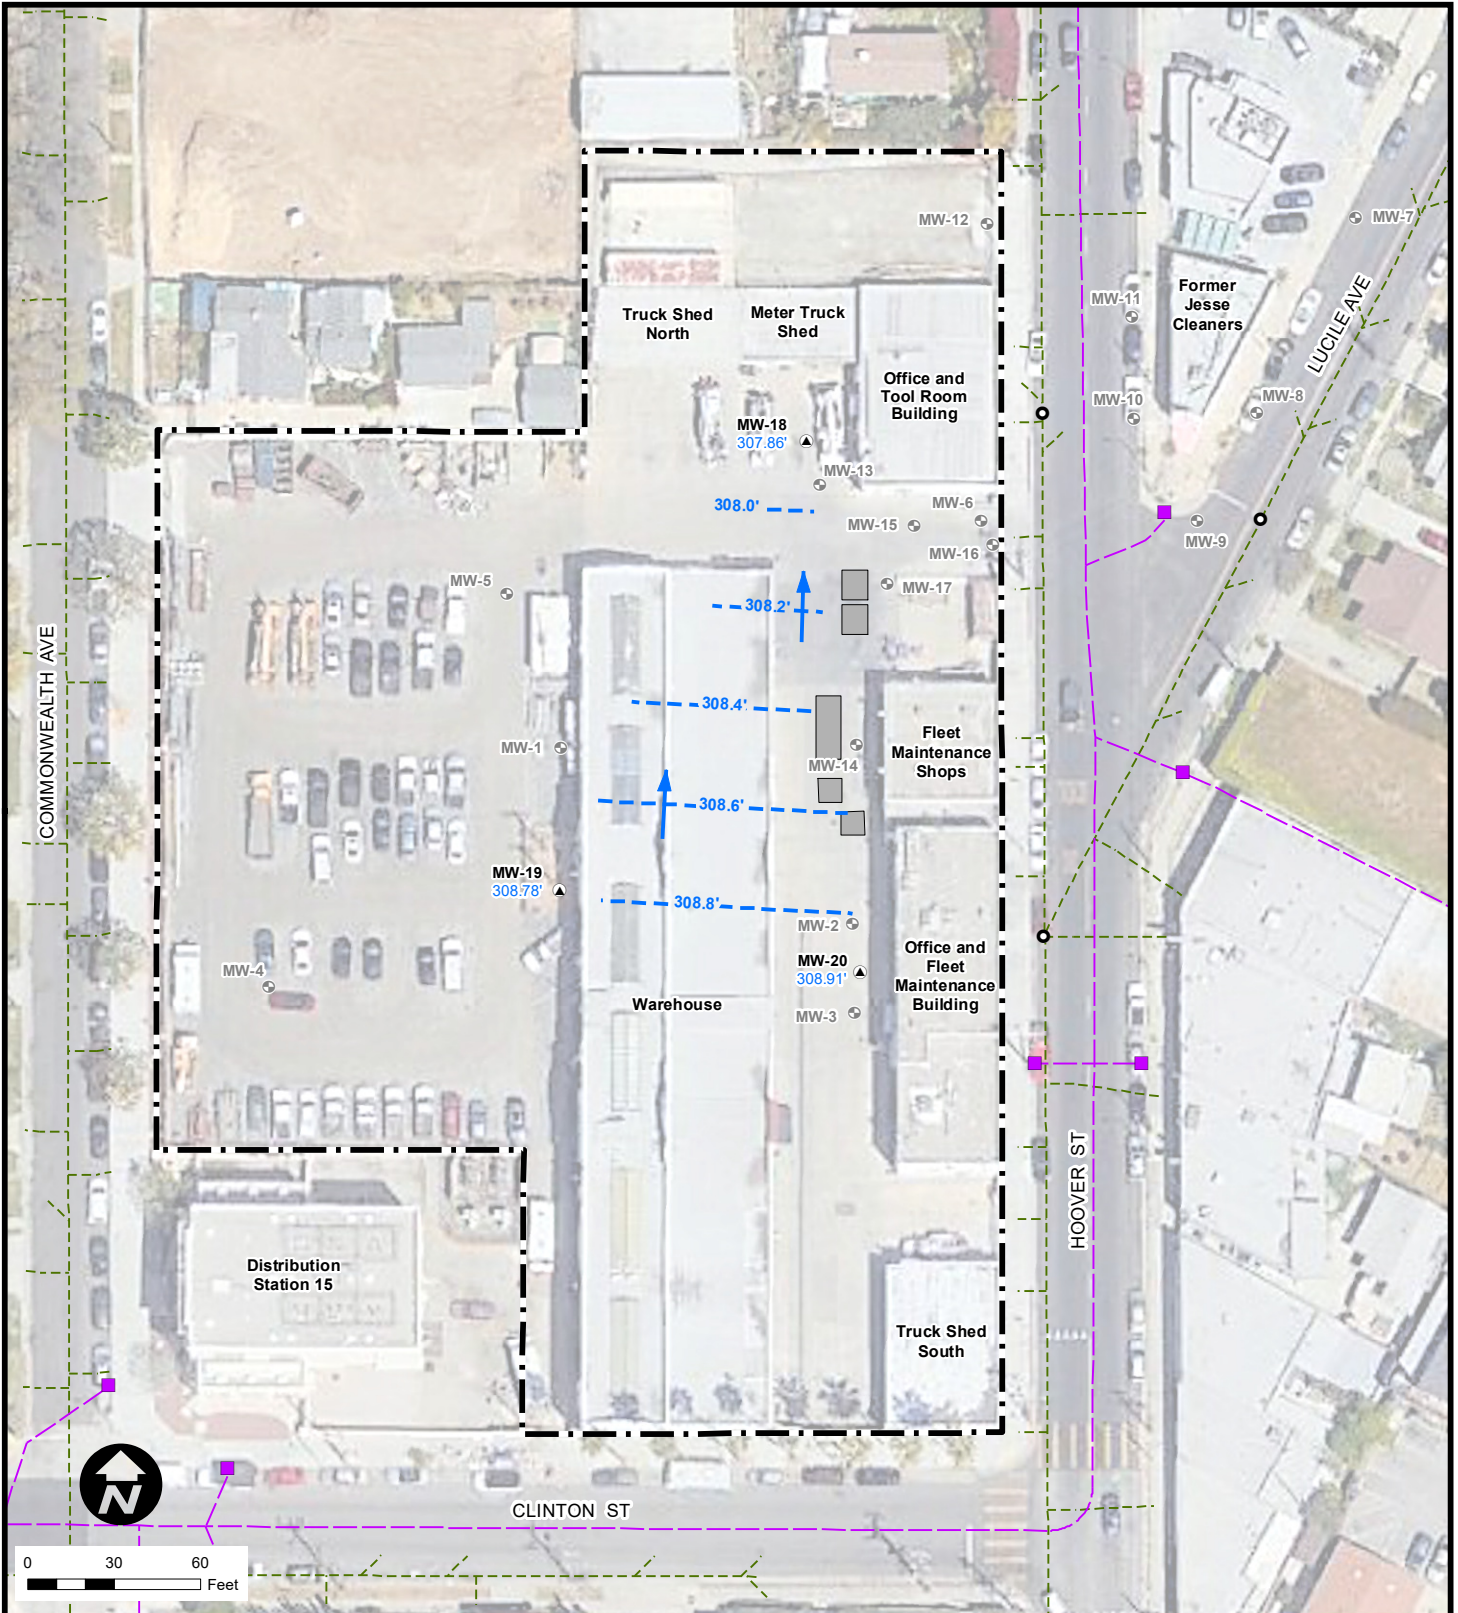 MW-12
MW-7
MW-11
Former
Jesse
Cleaners
LUCILE AVE
Truck Shed
North
Meter Truck
Shed
Office and
Tool Room
Building
MW-10
MW-8
MW-18
307.86'
MW-13
308.0'
MW-6
MW-15
MW-9
MW-16
MW-5
MW-17
308.2'
COMMONWEALTH AVE
308.4'
MW-1
Fleet
Maintenance
Shops
MW-14
308.6'
MW-19
308.78'
308.8'
MW-2
MW-20
308.91'
MW-4
Office and
Fleet
Maintenance
Building
Warehouse
MW-3
HOOVER ST
Distribution
Station 15
Truck Shed
South
N
CLINTON ST
0 30 60
Feet